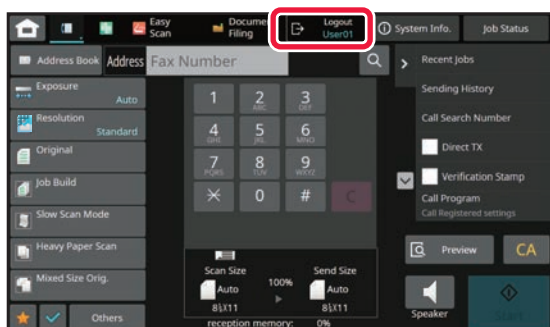 Easy
Scan
Documen
Filing
Logout
User01
System Info.
Job Status
Address Book
Address
Fax Number
Recent Jobs
Exposure
Auto
Sending History
Resolution
Standard
Call Search Number
Original
Direct TX
Job Build
Verification Stamp
Call Program
Call Registered settings
Slow Scan Mode
Heavy Paper Scan
Mixed Size Orig.
Others
1
2
ABC
3
DEF
4
GHI
5
JKL
6
MNO
7
PQRS
8
TUV
9
WXYZ
0
#
C
Preview
CA
Scan Size
100%
Send Size
Auto
Auto
8½X11
8½X11
reception memory: 0%
Speaker
Start